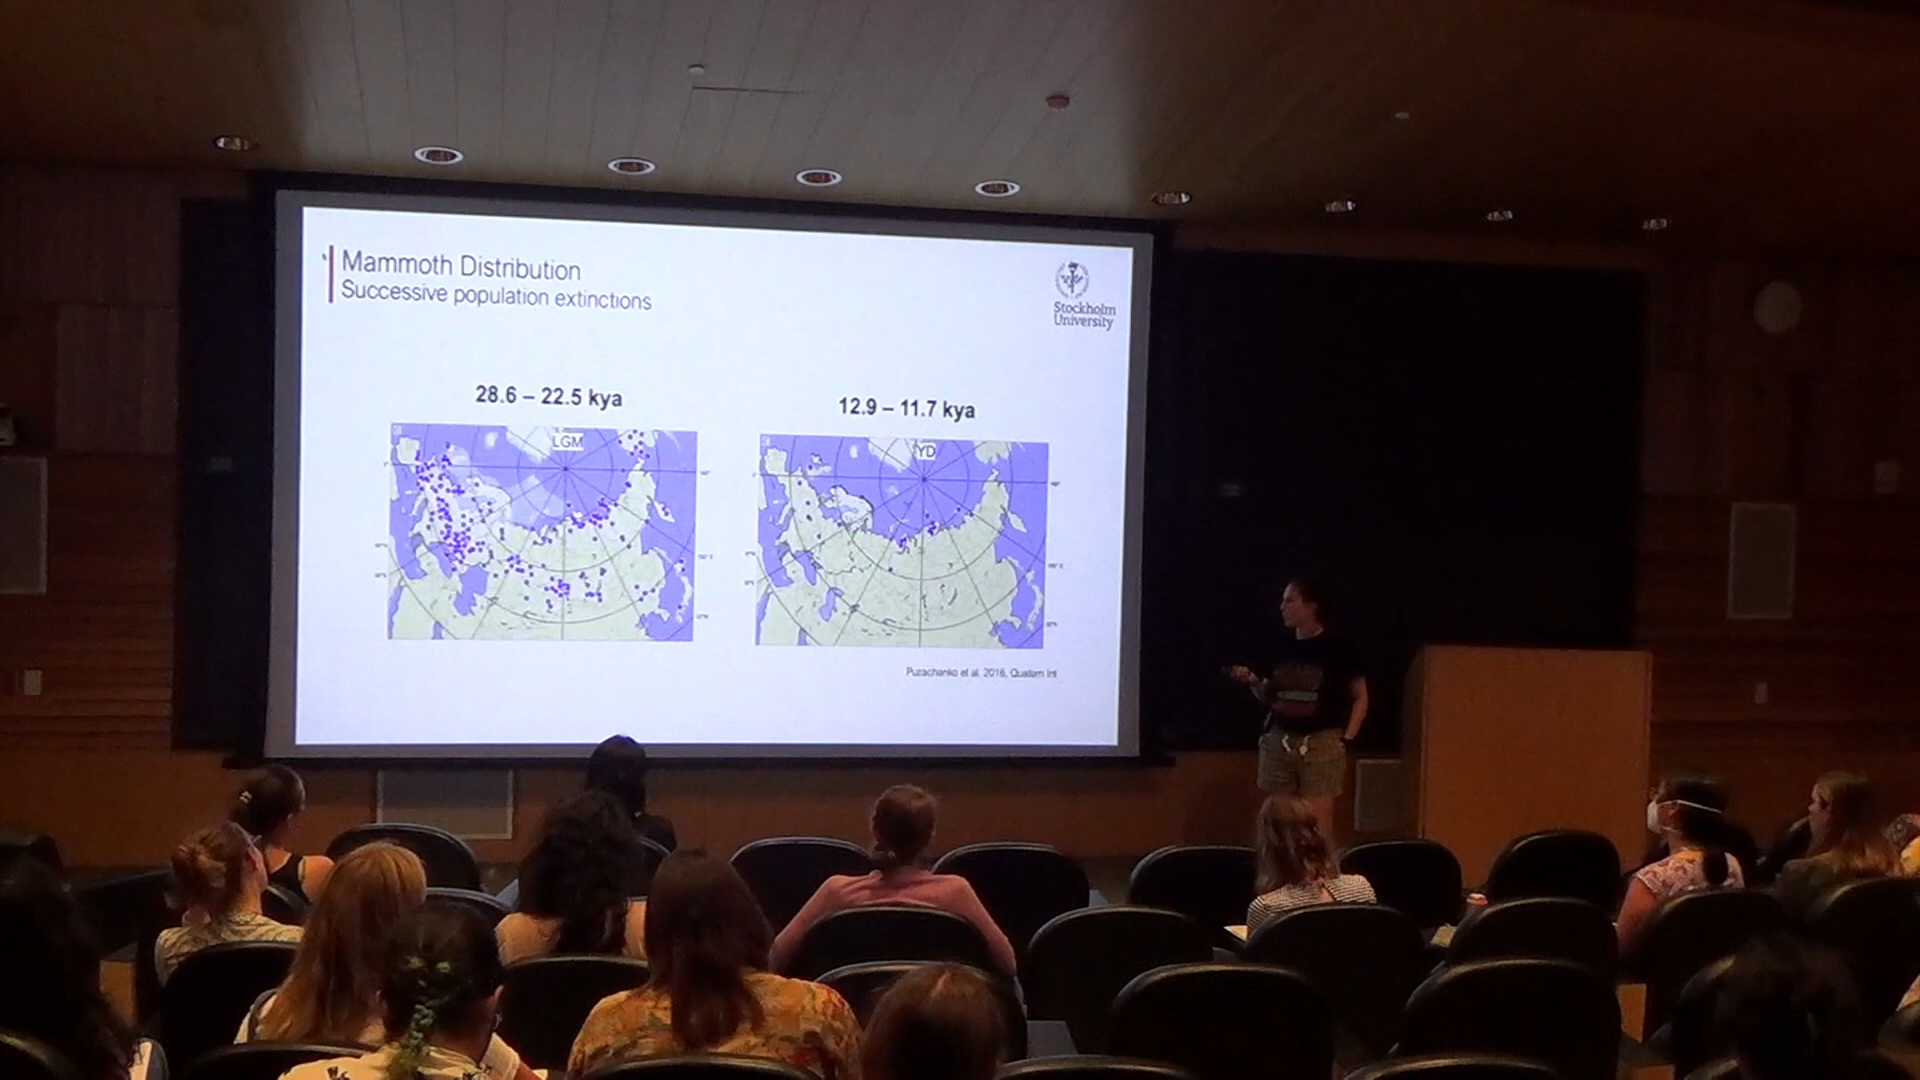 Mammoth Distribution
Successive population extinctions
Stockholm
University
28.6 – 22.5 kya
12.9 – 11.7 kya
LGM
YD
Puzachenko et al. 2016, Quatern Int